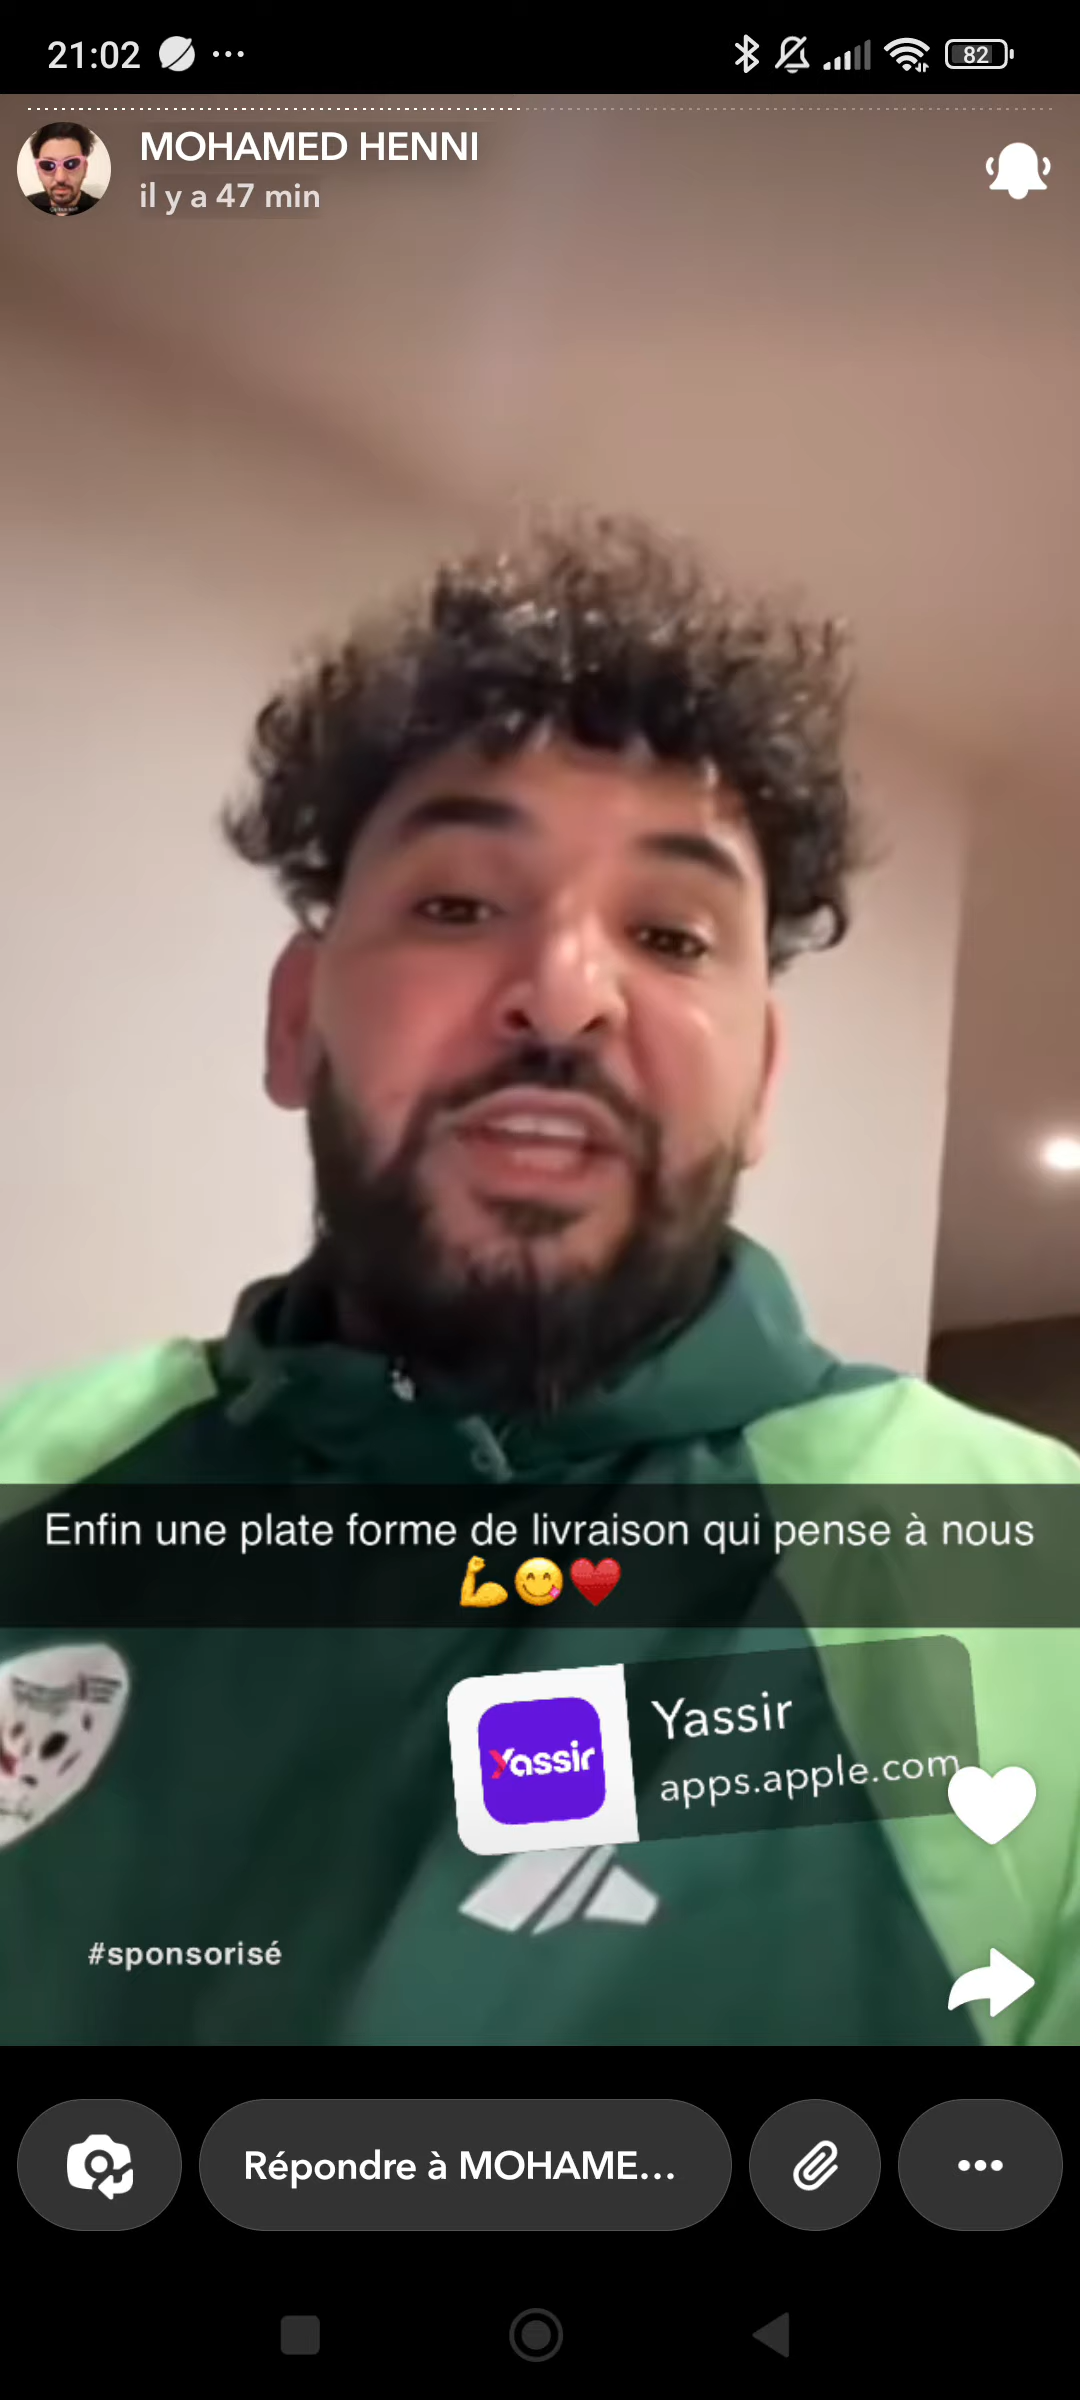 21:02
82
MOHAMED HENNI
il y a 47 min
Enfin une plate forme de livraison qui pense à nous
💪😋♥️
Yassir
Yassir
apps.apple.com
#sponsorisé
Répondre à MOHAME...